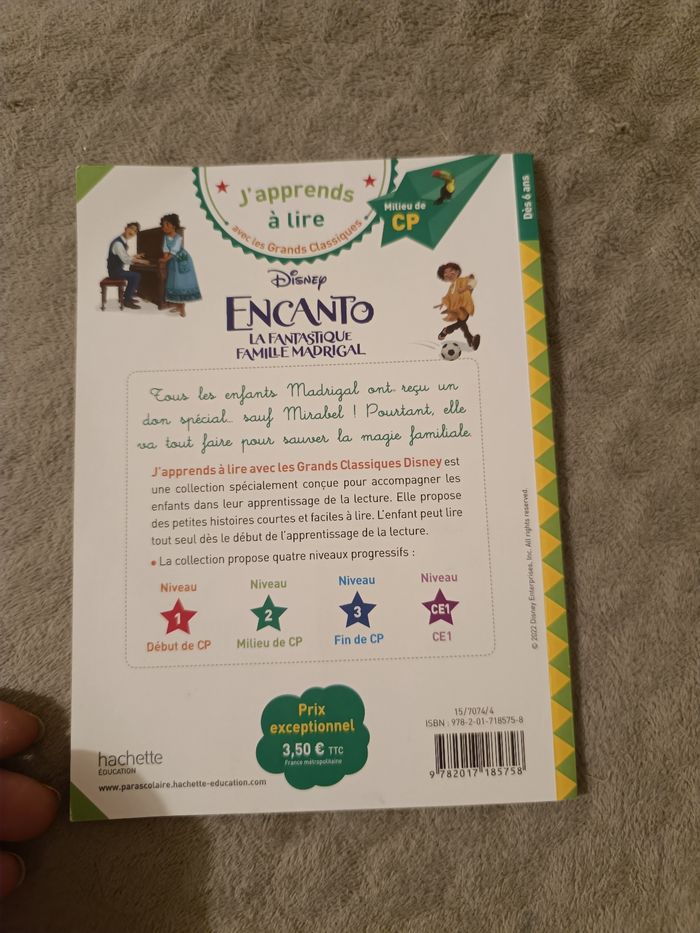 J'apprends
à lire
avec les Grands Classiques
Milieu de
CP
Dès 6 ans
Disney
ENCANTO
LA FANTASTIQUE
FAMILLE MADRIGAL
Tous les enfants Madrigal ont reçu un
don spécial... sauf Mirabel ! Pourtant, elle
va tout faire pour sauver la magie familiale.
J'apprends à lire avec les Grands Classiques Disney est
une collection spécialement conçue pour accompagner les
enfants dans leur apprentissage de la lecture. Elle propose
des petites histoires courtes et faciles à lire. L'enfant peut lire
tout seul dès le début de l'apprentissage de la lecture.
• La collection propose quatre niveaux progressifs :
Niveau
1
Début de CP
Niveau
2
Milieu de CP
Niveau
3
Fin de CP
Niveau
CE1
CE1
© 2022 Disney Enterprises, Inc. All rights reserved.
Prix
exceptionnel
3,50 € TTC
France métropolitaine
hachette
ÉDUCATION
www.parascolaire.hachette-education.com
15/7074/4
ISBN : 978-2-01-718575-8
9 782017 185758